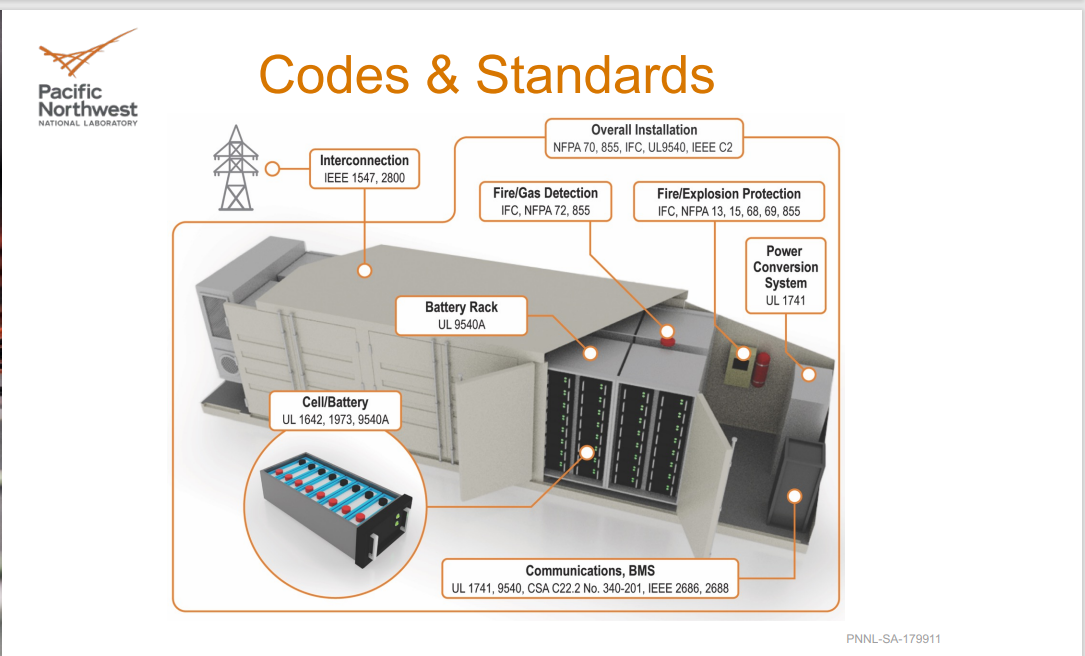 Pacific
Northwest
NATIONAL LABORATORY
Codes & Standards
Overall Installation
NFPA 70, 855, IFC, UL9540, IEEE C2
Interconnection
IEEE 1547, 2800
Fire/Gas Detection
IFC, NFPA 72, 855
Fire/Explosion Protection
IFC, NFPA 13, 15, 68, 69, 855
Power
Conversion
System
UL 1741
Battery Rack
UL 9540A
Cell/Battery
UL 1642, 1973, 9540A
Communications, BMS
UL 1741, 9540, CSA C22.2 No. 340-201, IEEE 2686, 2688
PNNL-SA-179911